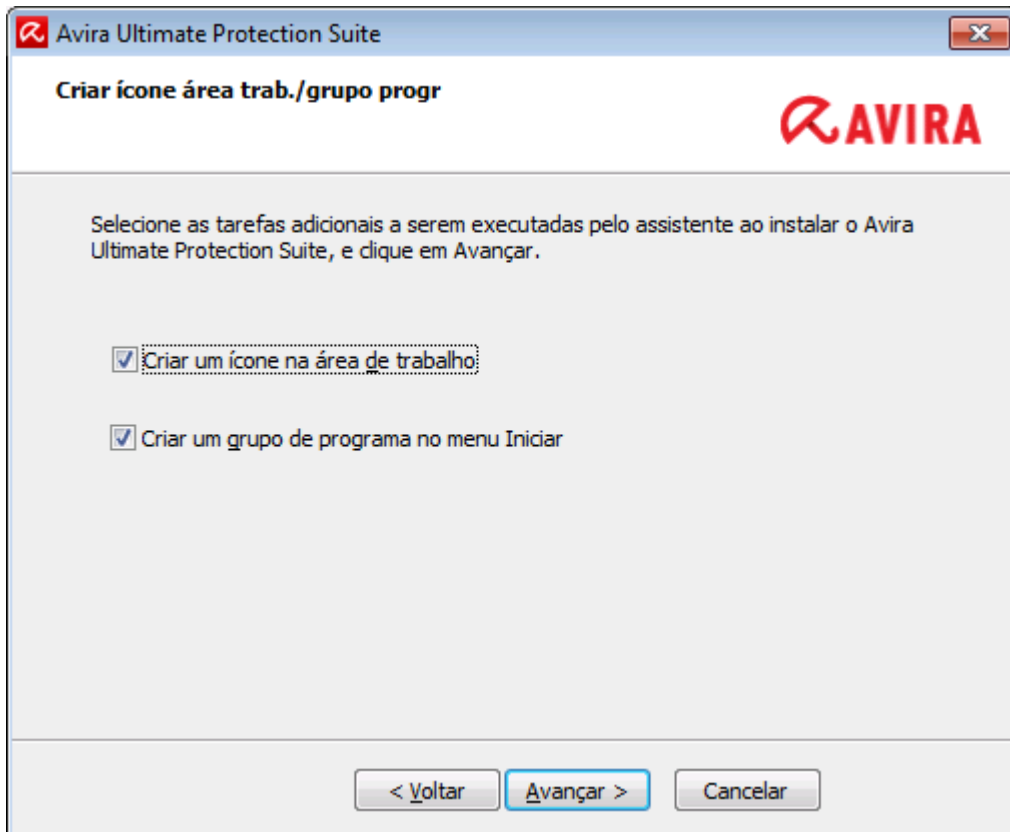 Avira Ultimate Protection Suite
Criar ícone área trab./grupo progr
AVIRA
Selecione as tarefas adicionais a serem executadas pelo assistente ao instalar o Avira
Ultimate Protection Suite, e clique em Avançar.
Criar um ícone na área de trabalho
Criar um grupo de programa no menu Iniciar
< Voltar Avançar > Cancelar